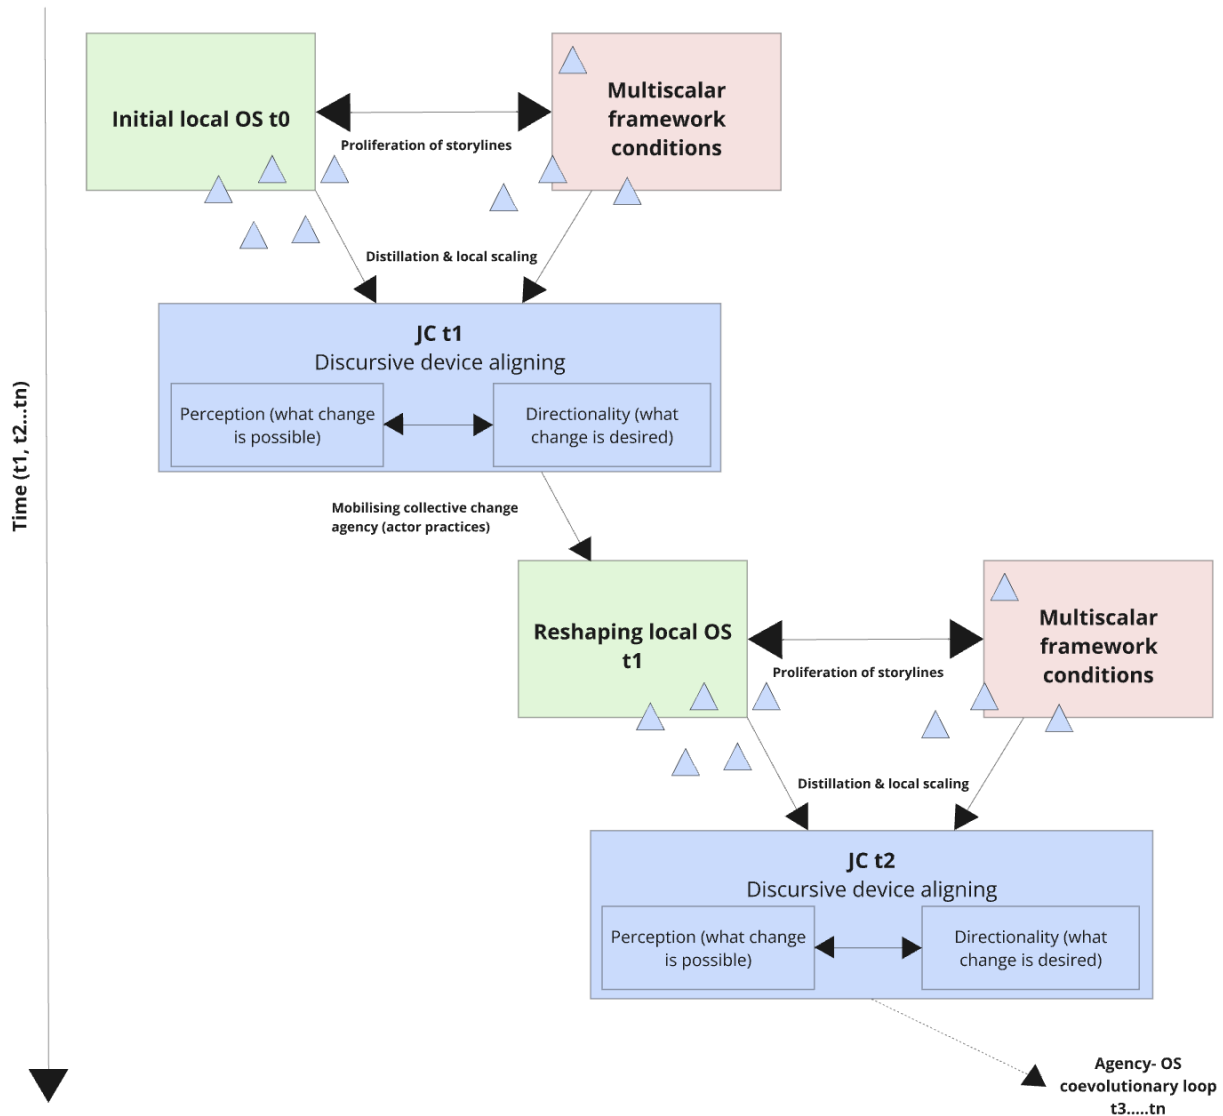 Initial local OS t0
Multiscalar
framework
conditions
Proliferation of storylines
Distillation & local scaling
JC t1
Discursive device aligning
Perception (what change
is possible)
Directionality (what
change is desired)
Time (t1, t2...tn)
Mobilising collective change
agency (actor practices)
Reshaping local OS
t1
Multiscalar
framework
conditions
Proliferation of storylines
Distillation & local scaling
JC t2
Discursive device aligning
Perception (what change
is possible)
Directionality (what
change is desired)
Agency- OS
coevolutionary loop
t3.....tn